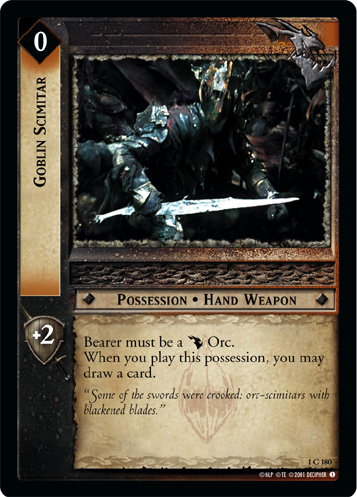 0
GOBLIN SCIMITAR
POSSESSION • HAND WEAPON
+2
Bearer must be a Orc.
When you play this possession, you may
draw a card.
“Some of the swords were crooked: orc-scimitars with
blackened blades.”
1 C 180
©NLP ©TE ©2001 DECIPHER 1